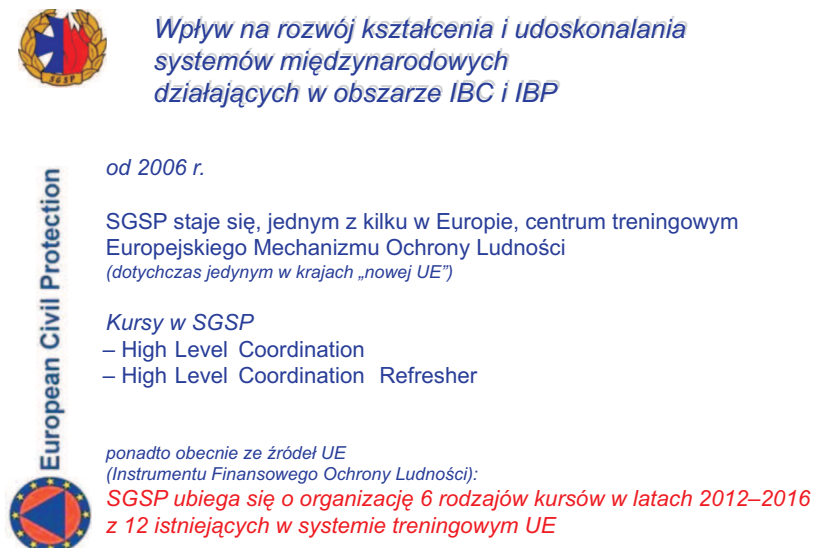 SGSP
Wpływ na rozwój kształcenia i udoskonalania
systemów międzynarodowych
działających w obszarze IBC i IBP
European Civil Protection
od 2006 r.
SGSP staje się, jednym z kilku w Europie, centrum treningowym
Europejskiego Mechanizmu Ochrony Ludności
(dotychczas jedynym w krajach „nowej UE”)
Kursy w SGSP
– High Level Coordination
– High Level Coordination Refresher
ponadto obecnie ze źródeł UE
(Instrumentu Finansowego Ochrony Ludności):
SGSP ubiega się o organizację 6 rodzajów kursów w latach 2012–2016
z 12 istniejących w systemie treningowym UE